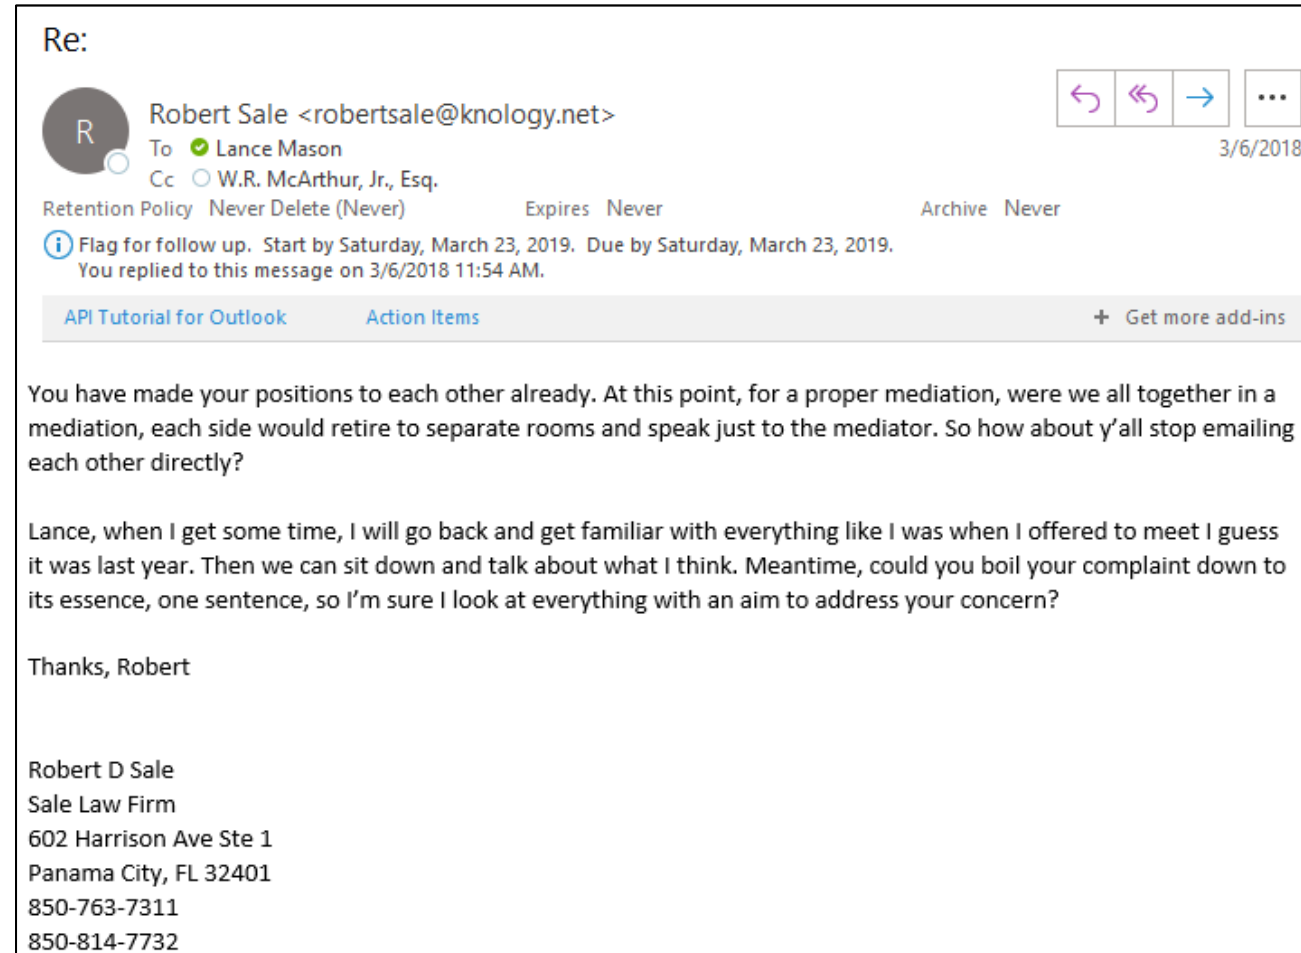 Re:
R
Robert Sale <robertsale@knology.net>
To Lance Mason
3/6/2018
Cc W.R. McArthur, Jr., Esq.
Retention Policy Never Delete (Never) Expires Never Archive Never
Flag for follow up. Start by Saturday, March 23, 2019. Due by Saturday, March 23, 2019.
You replied to this message on 3/6/2018 11:54 AM.
API Tutorial for Outlook Action Items + Get more add-ins
You have made your positions to each other already. At this point, for a proper mediation, were we all together in a
mediation, each side would retire to separate rooms and speak just to the mediator. So how about y’all stop emailing
each other directly?
Lance, when I get some time, I will go back and get familiar with everything like I was when I offered to meet I guess
it was last year. Then we can sit down and talk about what I think. Meantime, could you boil your complaint down to
its essence, one sentence, so I’m sure I look at everything with an aim to address your concern?
Thanks, Robert
Robert D Sale
Sale Law Firm
602 Harrison Ave Ste 1
Panama City, FL 32401
850-763-7311
850-814-7732